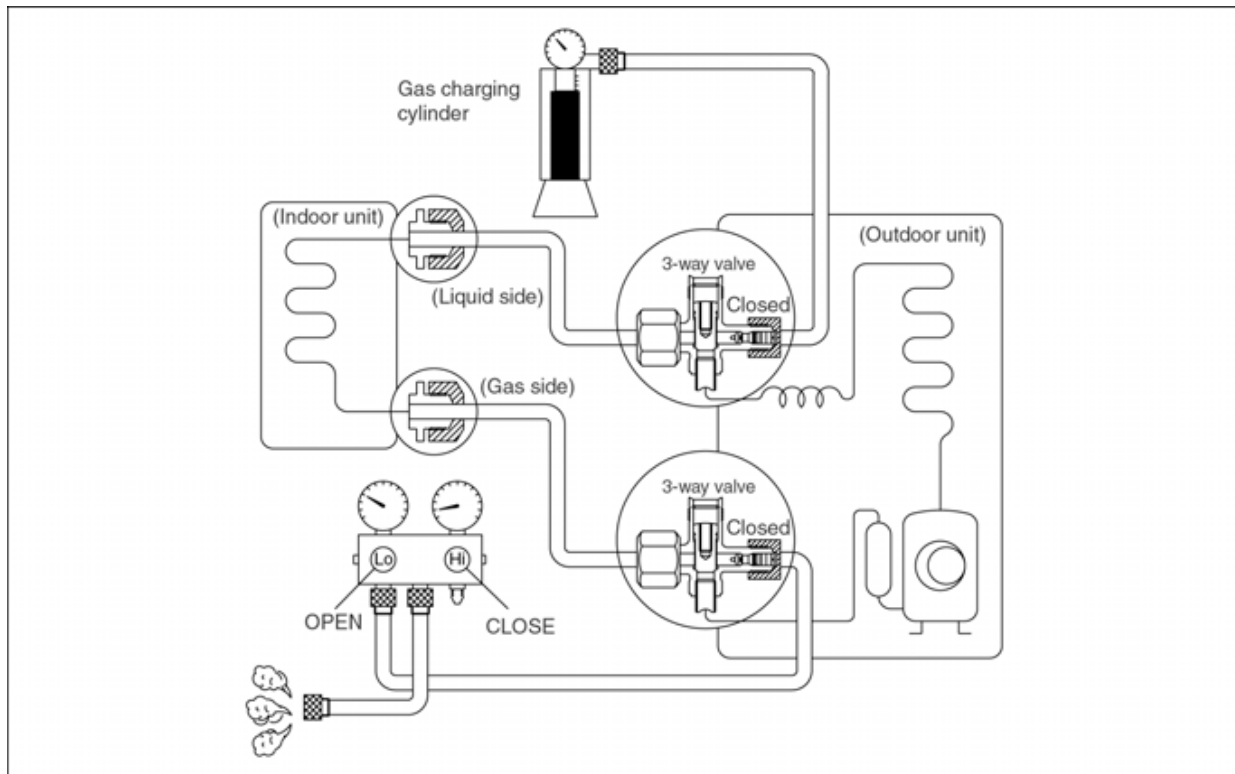 Gas charging
cylinder
(Indoor unit)
(Outdoor unit)
3-way valve
Closed
(Liquid side)
(Gas side)
3-way valve
Closed
Lo
Hi
OPEN
CLOSE